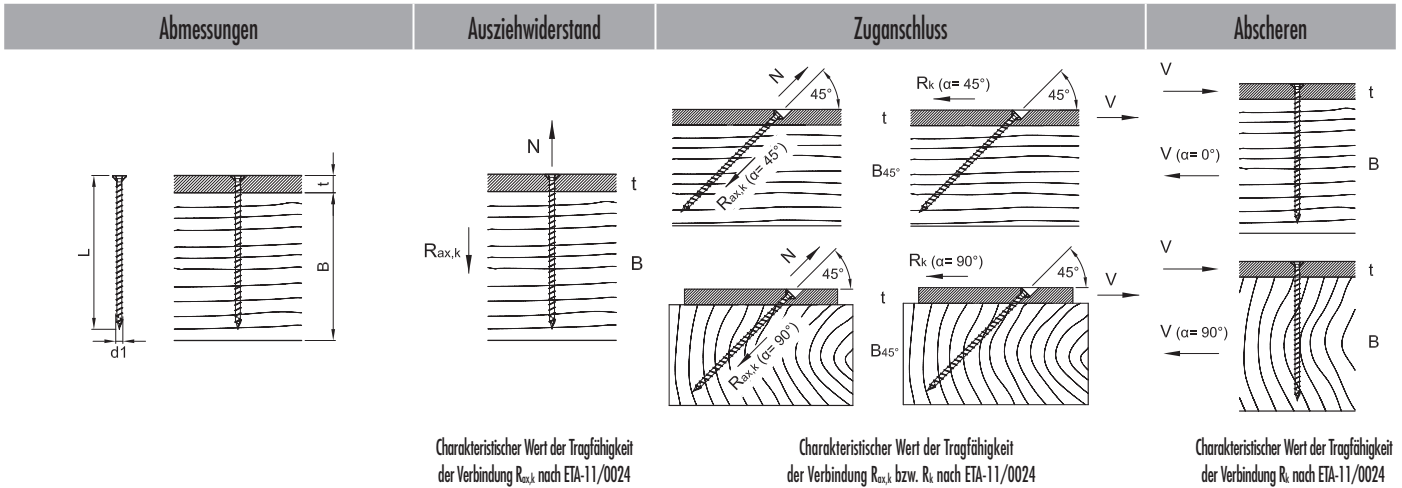 Abmessungen
Ausziehwiderstand
Zuganschluss
Abscheren
L
d1
t
B
N
Rax,k
t
B
N
45°
Rax,k (α= 45°)
t
B45°
Rk (α= 45°)
45°
V
N
45°
Rax,k (α= 90°)
t
B45°
Rk (α= 90°)
45°
V
V
t
V (α= 0°)
B
V
t
V (α= 90°)
B
Charakteristischer Wert der Tragfähigkeit
der Verbindung Rax,k nach ETA-11/0024
Charakteristischer Wert der Tragfähigkeit
der Verbindung Rax,k bzw. Rk nach ETA-11/0024
Charakteristischer Wert der Tragfähigkeit
der Verbindung Rk nach ETA-11/0024